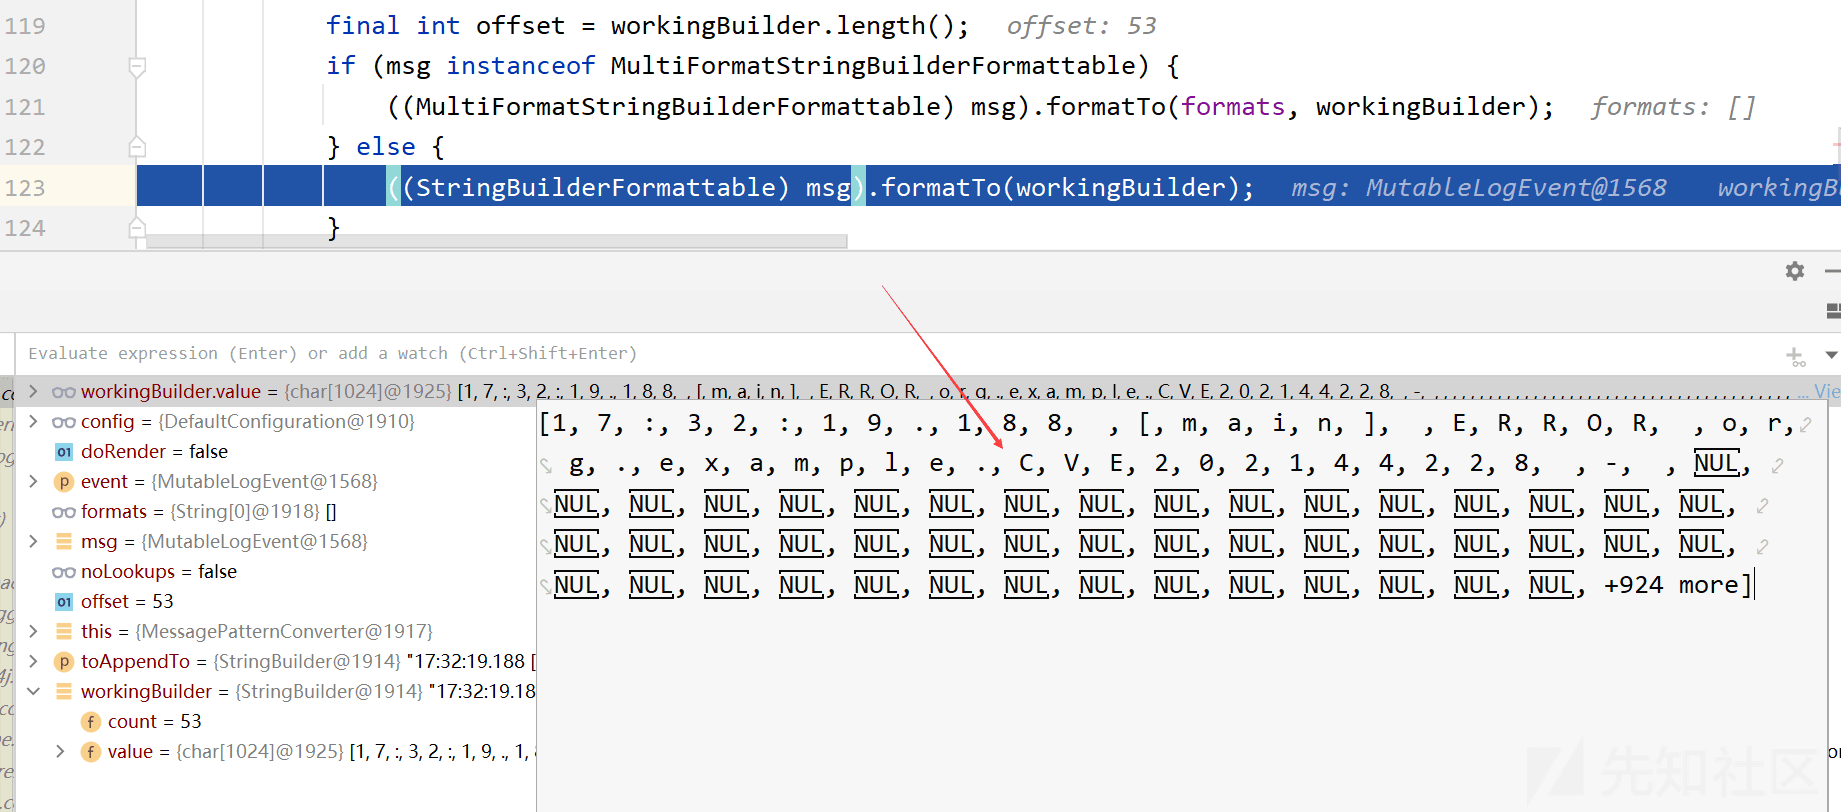 119 final int offset = workingBuilder.length(); offset: 53
120 if (msg instanceof MultiFormatStringBuilderFormattable) {
121 ((MultiFormatStringBuilderFormattable) msg).formatTo(formats, workingBuilder); formats: []
122 } else {
123 ((StringBuilderFormattable) msg).formatTo(workingBuilder); msg: MutableLogEvent@1568 workingBu
124 }
Evaluate expression (Enter) or add a watch (Ctrl+Shift+Enter)
workingBuilder.value = {char[1024]@1925} [1, 7, :, 3, 2, :, 1, 9, ., 1, 8, 8, , [, m, a, i, n, ], , E, R, R, O, R, , o, r, g, ., e, x, a, m, p, l, e, ., C, V, E, 2, 0, 2, 1, 4, 4, 2, 2, 8, , -, , , , , , , , , , , , , , , , , , , , , , , , , , , , , , , , , , , ... Vie
config = {DefaultConfiguration@1910}
doRender = false
event = {MutableLogEvent@1568}
formats = {String[0]@1918} []
msg = {MutableLogEvent@1568}
noLookups = false
offset = 53
this = {MessagePatternConverter@1917}
toAppendTo = {StringBuilder@1914} "17:32:19.188 [
workingBuilder = {StringBuilder@1914} "17:32:19.18
count = 53
value = {char[1024]@1925} [1, 7, :, 3, 2, :, 1, 9, ., 1,
[1, 7, :, 3, 2, :, 1, 9, ., 1, 8, 8, , [, m, a, i, n, ], , E, R, R, O, R, , o, r,
g, ., e, x, a, m, p, l, e, ., C, V, E, 2, 0, 2, 1, 4, 4, 2, 2, 8, , -, , NUL,
NUL, NUL, NUL, NUL, NUL, NUL, NUL, NUL, NUL, NUL, NUL, NUL, NUL, NUL, NUL, NUL,
NUL, NUL, NUL, NUL, NUL, NUL, NUL, NUL, NUL, NUL, NUL, NUL, NUL, NUL, NUL, NUL,
NUL, NUL, NUL, NUL, NUL, NUL, NUL, NUL, NUL, NUL, NUL, NUL, NUL, NUL, +924 more]
先知社区